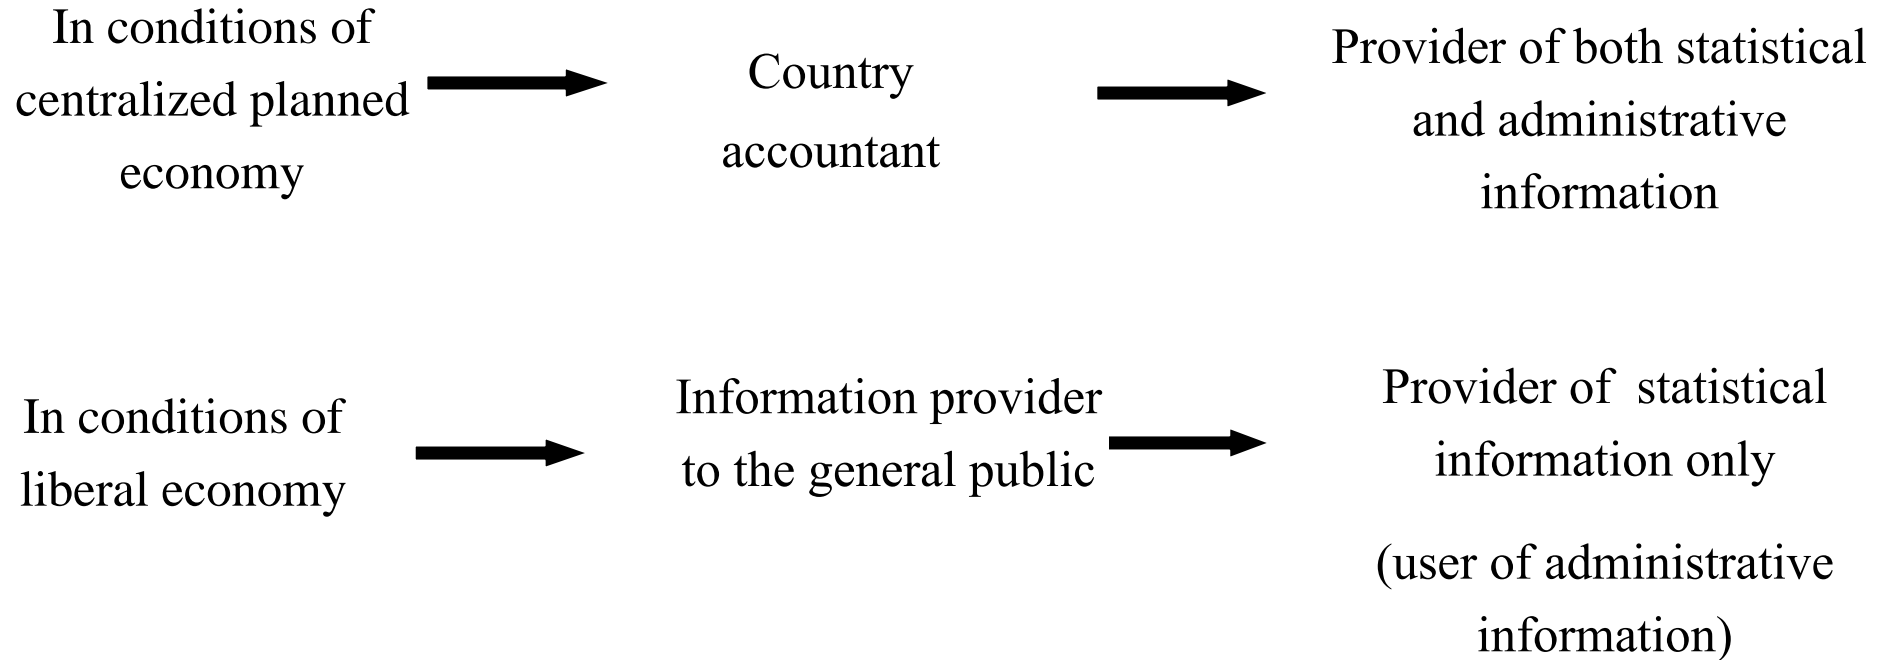 In conditions of
centralized planned
economy
Country
accountant
Provider of both statistical
and administrative
information
In conditions of
liberal economy
Information provider
to the general public
Provider of  statistical
information only
(user of administrative
information)